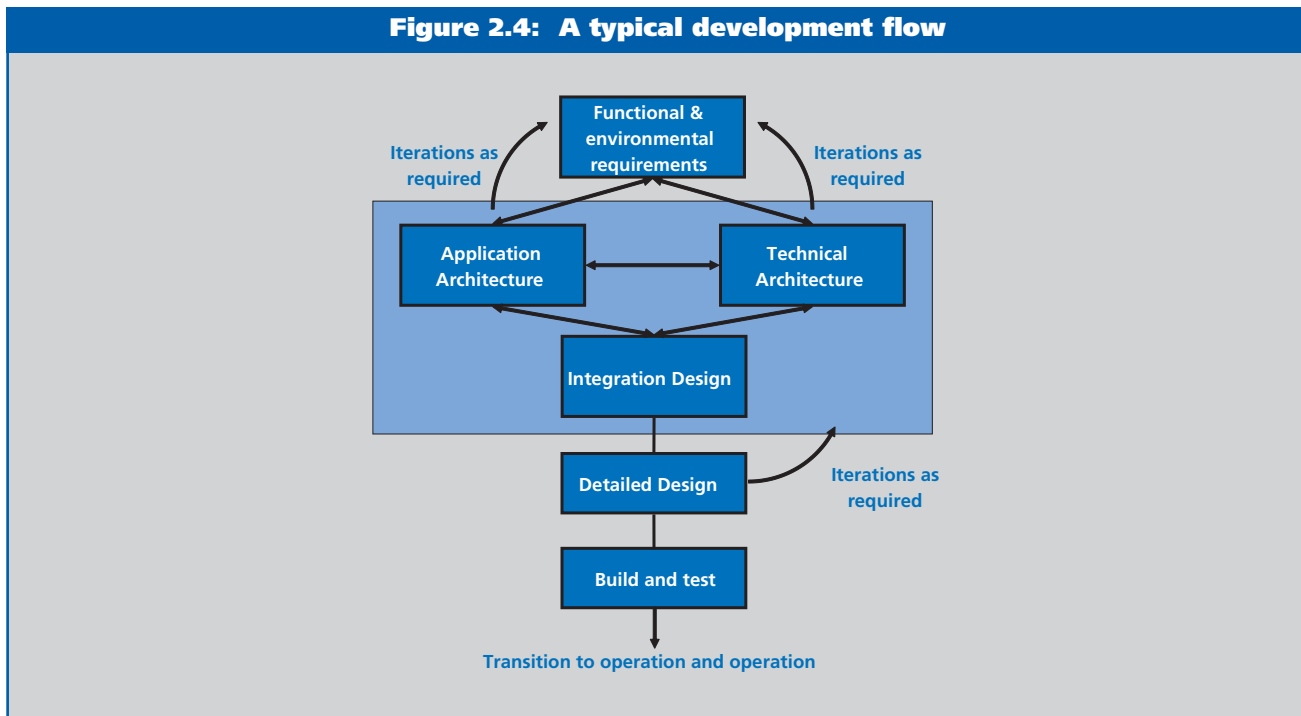 Figure 2.4: A typical development flow
Functional &
environmental
requirements
Iterations as
required
Iterations as
required
Application
Architecture
Technical
Architecture
Integration Design
Detailed Design
Iterations as
required
Build and test
Transition to operation and operation